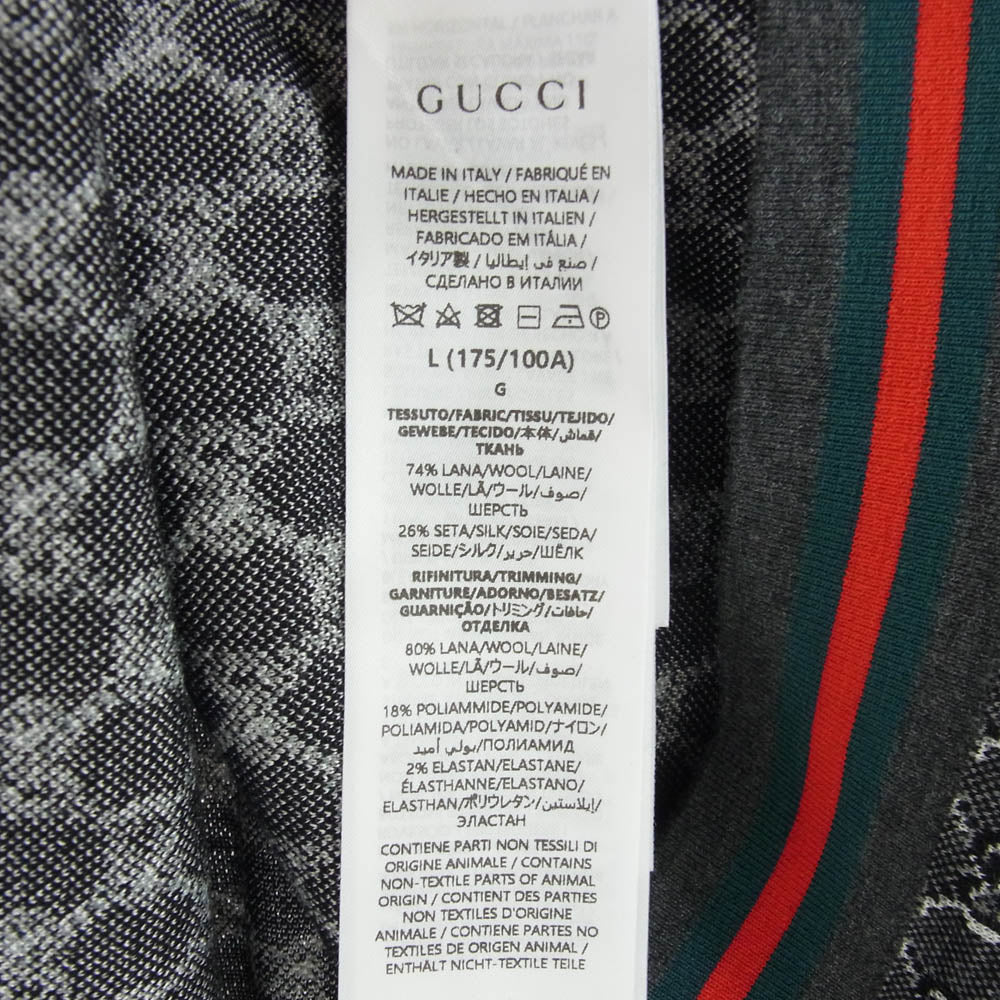 GUCCI
MADE IN ITALY / FABRIQUÉ EN
ITALIE / HECHO EN ITALIA /
HERGESTELLT IN ITALIEN /
FABRICADO EM ITÂLIA /
イタリア製 / صنع في إيطاليا /
СДЕЛАНО В ИТАЛИИ
P
L (175/100A)
G
TESSUTO/FABRIC/TISSU/TEJIDO/
GEWEBE/TECIDO/本体/قماش/
ТКАНЬ
74% LANA/WOOL/LAINE/
WOLLE/LÃ/ウール/صوف/
ШЕРСТЬ
26% SETA/SILK/SOIE/SEDA/
SEIDE/シルク/حرير/ШЁЛК
RIFINITURA/TRIMMING/
GARNITURE/ADORNO/BESATZ/
GUARNIÇÃO/トリミング/حافات/
ОТДЕЛКА
80% LANA/WOOL/LAINE/
WOLLE/LÃ/ウール/صوف/
ШЕРСТЬ
18% POLIAMMIDE/POLYAMIDE/
POLIAMIDA/POLYAMID/ナイロン/
بولي أميد/ПОЛИАМИД
2% ELASTAN/ELASTANE/
ÉLASTHANNE/ELASTANO/
ELASTHAN/ポリウレタン/إيلاستين/
ЭЛАСТАН
CONTIENE PARTI NON TESSILI DI
ORIGINE ANIMALE / CONTAINS
NON-TEXTILE PARTS OF ANIMAL
ORIGIN / CONTIENT DES PARTIES
NON TEXTILES D'ORIGINE
ANIMALE / CONTIENE PARTES NO
TEXTILES DE ORIGEN ANIMAL /
ENTHÄLT NICHT-TEXTILE TEILE